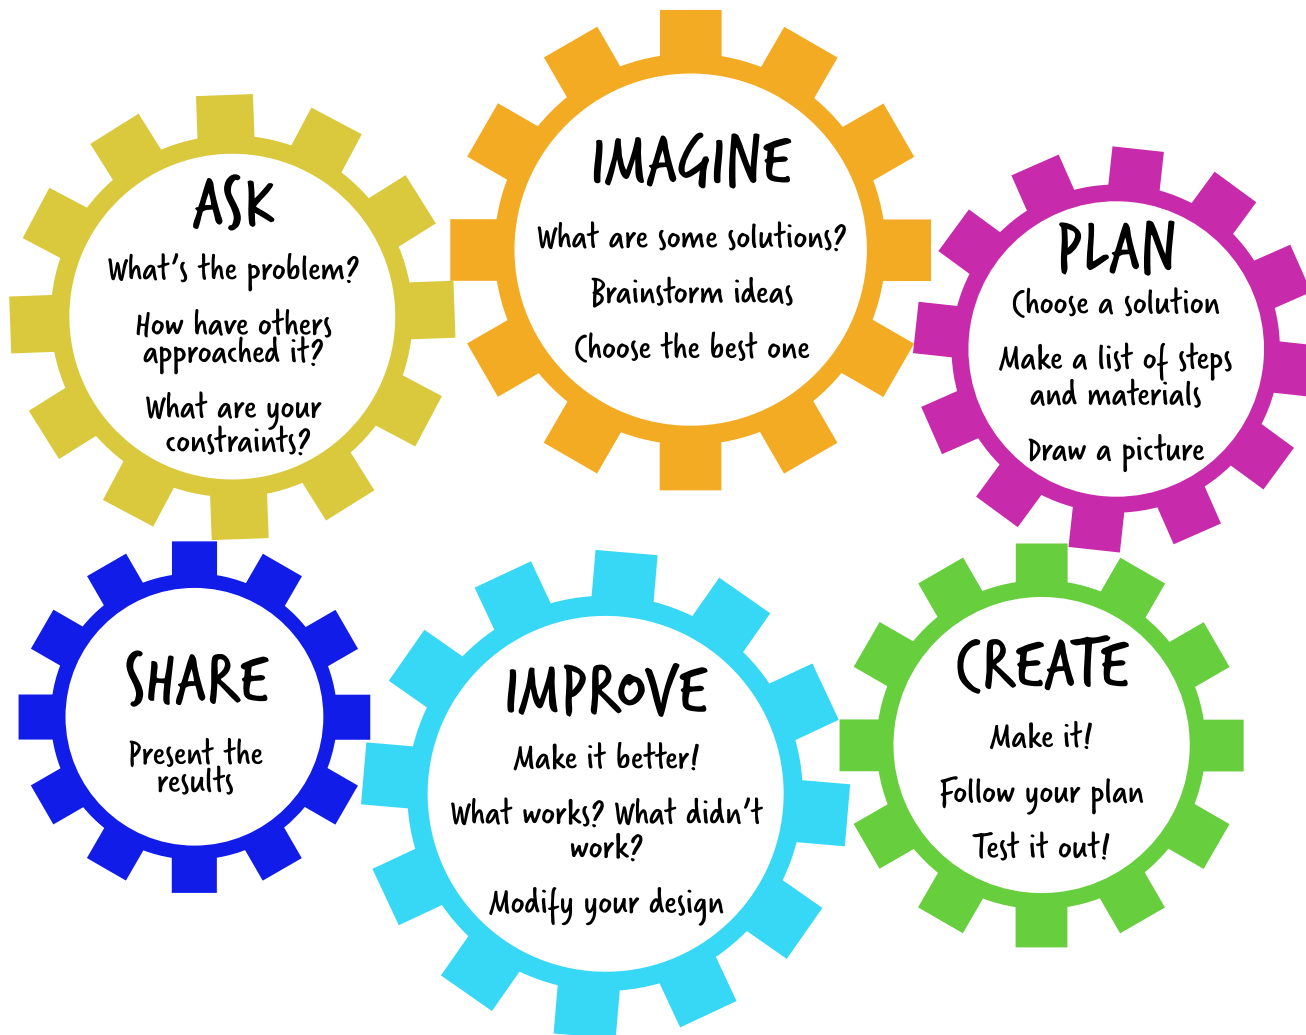 ASK
What's the problem?
How have others
approached it?
What are your
constraints?
IMAGINE
What are some solutions?
Brainstorm ideas
Choose the best one
PLAN
Choose a solution
Make a list of steps
and materials
Draw a picture
CREATE
Make it!
Follow your plan
Test it out!
IMPROVE
Make it better!
What works? What didn't
work?
Modify your design
SHARE
Present the
results